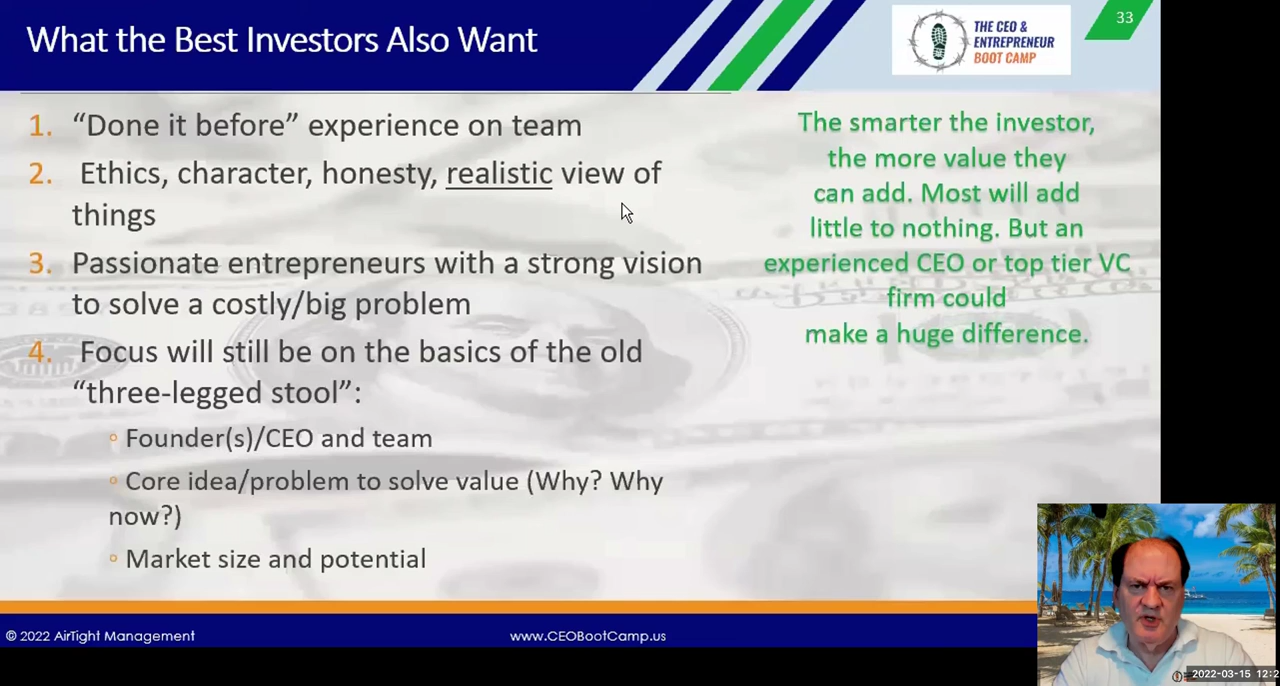 What the Best Investors Also Want
THE CEO &
ENTREPRENEUR
BOOT CAMP
33
1. “Done it before” experience on team
2. Ethics, character, honesty, realistic view of
things
3. Passionate entrepreneurs with a strong vision
to solve a costly/big problem
4. Focus will still be on the basics of the old
“three-legged stool”:
◦ Founder(s)/CEO and team
◦ Core idea/problem to solve value (Why? Why
now?)
◦ Market size and potential
The smarter the investor,
the more value they
can add. Most will add
little to nothing. But an
experienced CEO or top tier VC
firm could
make a huge difference.
© 2022 AirTight Management
www.CEOBootCamp.us
2022-03-15